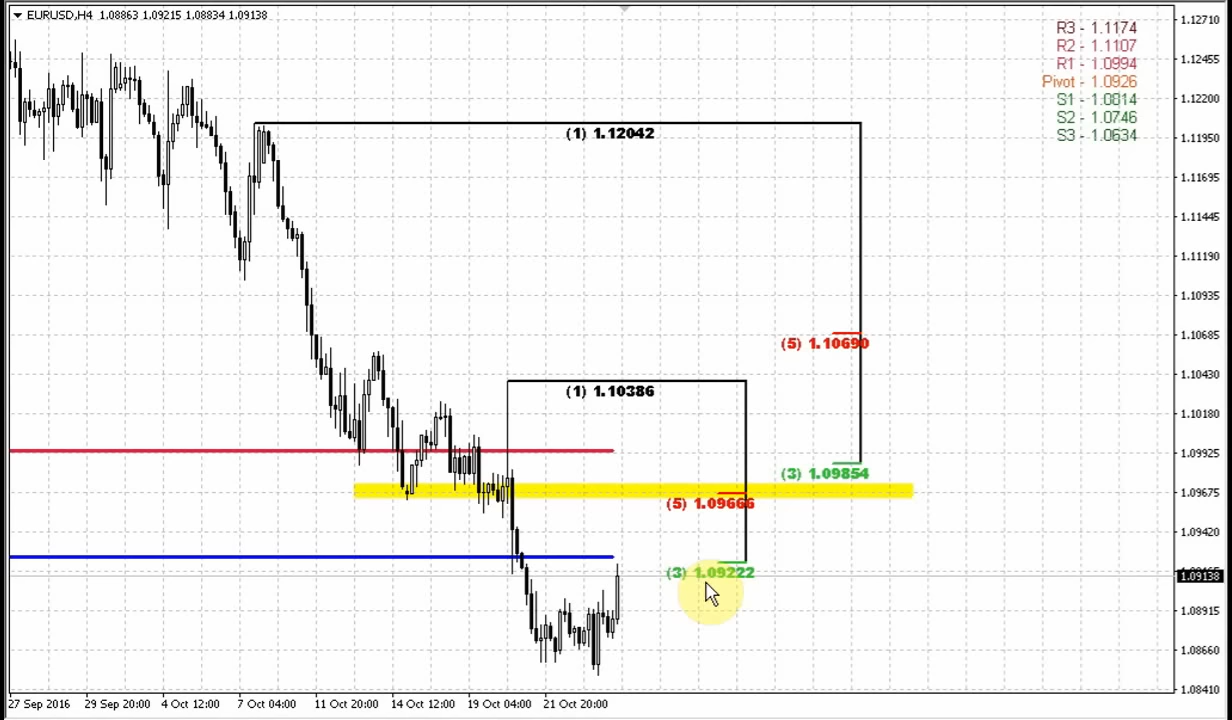 EURUSD,H4 1.08863 1.09215 1.08834 1.09138
R3 - 1.1174
R2 - 1.1107
R1 - 1.0994
Pivot - 1.0926
S1 - 1.0814
S2 - 1.0746
S3 - 1.0634
(1) 1.12042
(5) 1.10690
(1) 1.10386
(3) 1.09854
(5) 1.09666
(3) 1.09222
1.12710
1.12455
1.12200
1.11950
1.11695
1.11445
1.11190
1.10935
1.10685
1.10430
1.10180
1.09925
1.09675
1.09420
1.09138
1.08915
1.08660
1.08410
27 Sep 2016 29 Sep 20:00 4 Oct 12:00 7 Oct 04:00 11 Oct 20:00 14 Oct 12:00 19 Oct 04:00 21 Oct 20:00